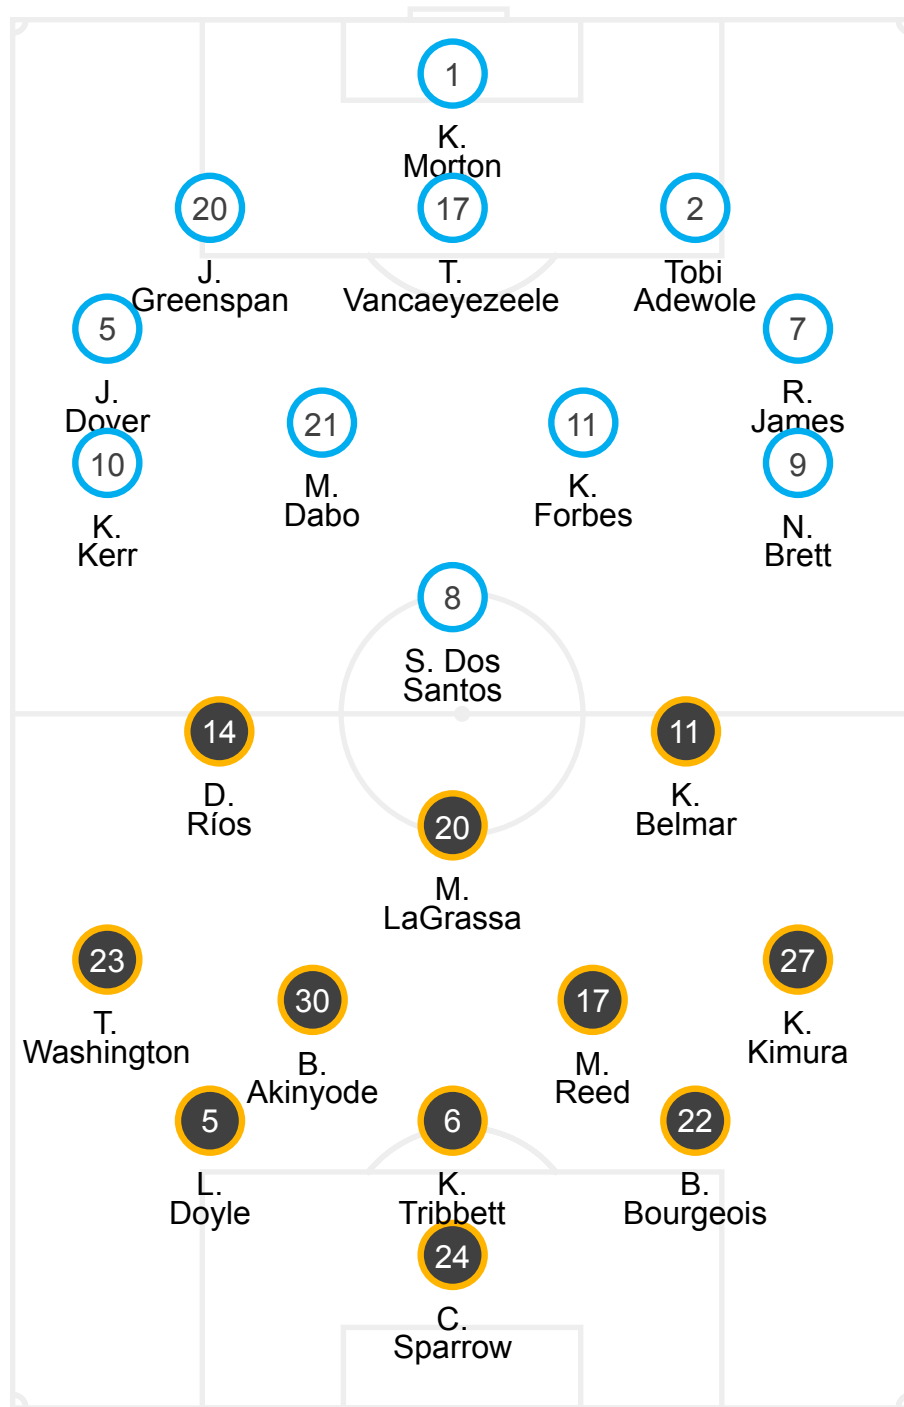 1
K.
Morton
20
17
2
J.
Greenspan
T.
Vancaeyezeele
Tobi
Adewole
5
7
J.
Dover
R.
James
21
11
M.
Dabo
K.
Forbes
10
9
K.
Kerr
N.
Brett
8
S. Dos
Santos
14
11
D.
Ríos
K.
Belmar
20
M.
LaGrassa
23
27
T.
Washington
K.
Kimura
30
17
B.
Akinyode
M.
Reed
5
6
22
L.
Doyle
K.
Tribbett
B.
Bourgeois
24
C.
Sparrow